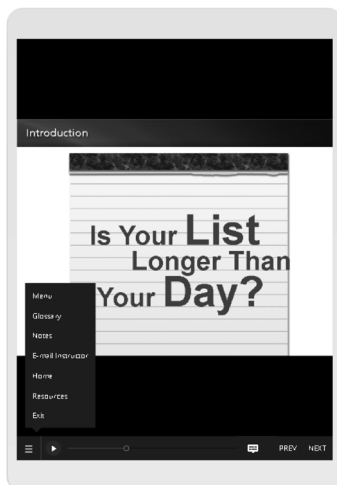 Introduction
Is Your List
Longer Than
Your Day?
Menu
Glossary
Notes
E-mail Instructor
Home
Resources
Exit
PREV NEXT